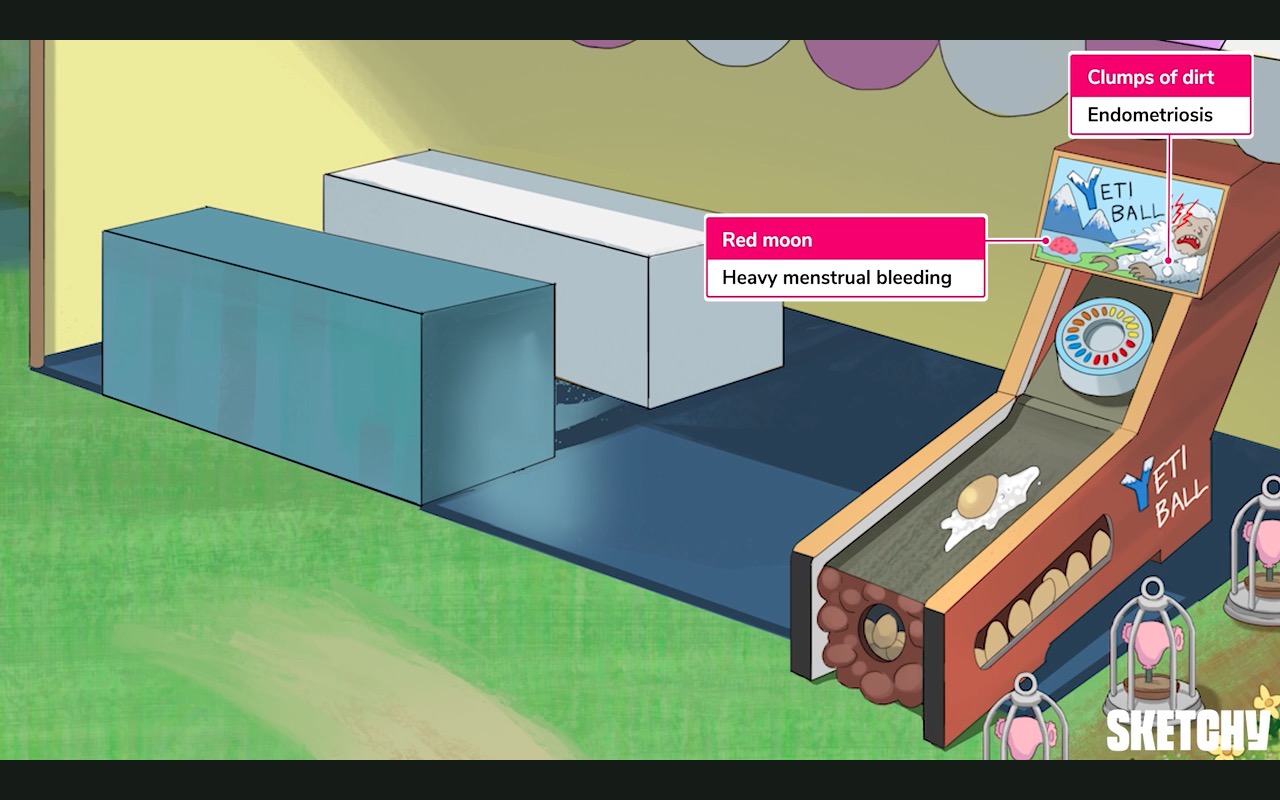 Clumps of dirt
Endometriosis
YETI
BALL
Red moon
Heavy menstrual bleeding
YETI
BALL
SKETCHY